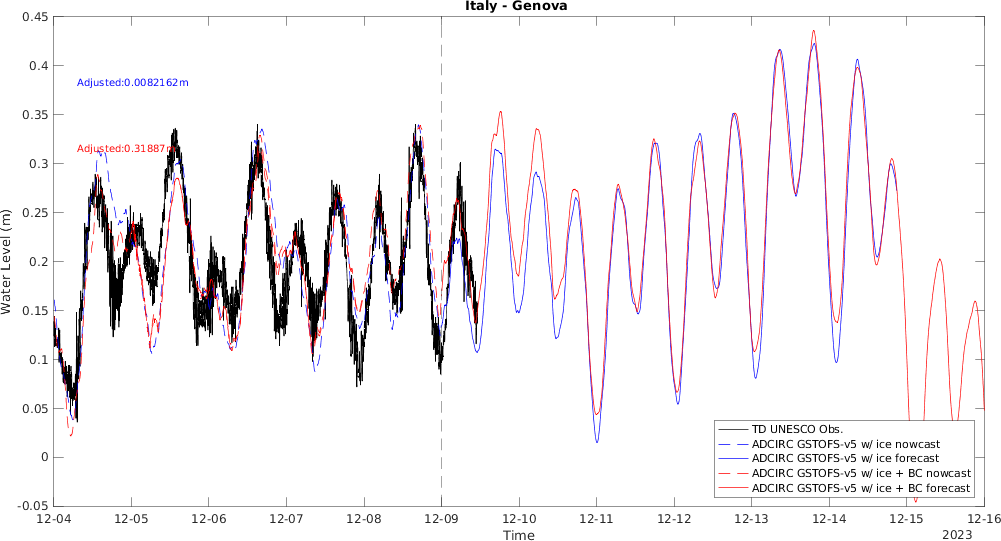 Italy - Genova
0.45
0.4
0.35
0.3
0.25
0.2
0.15
0.1
0.05
0
-0.05
Water Level (m)
Adjusted:0.0082162m
Adjusted:0.31887m
TD UNESCO Obs.
ADCIRC GSTOFS-v5 w/ ice nowcast
ADCIRC GSTOFS-v5 w/ ice forecast
ADCIRC GSTOFS-v5 w/ ice + BC nowcast
ADCIRC GSTOFS-v5 w/ ice + BC forecast
12-04 12-05 12-06 12-07 12-08 12-09 12-10 12-11 12-12 12-13 12-14 12-15 12-16
Time
2023